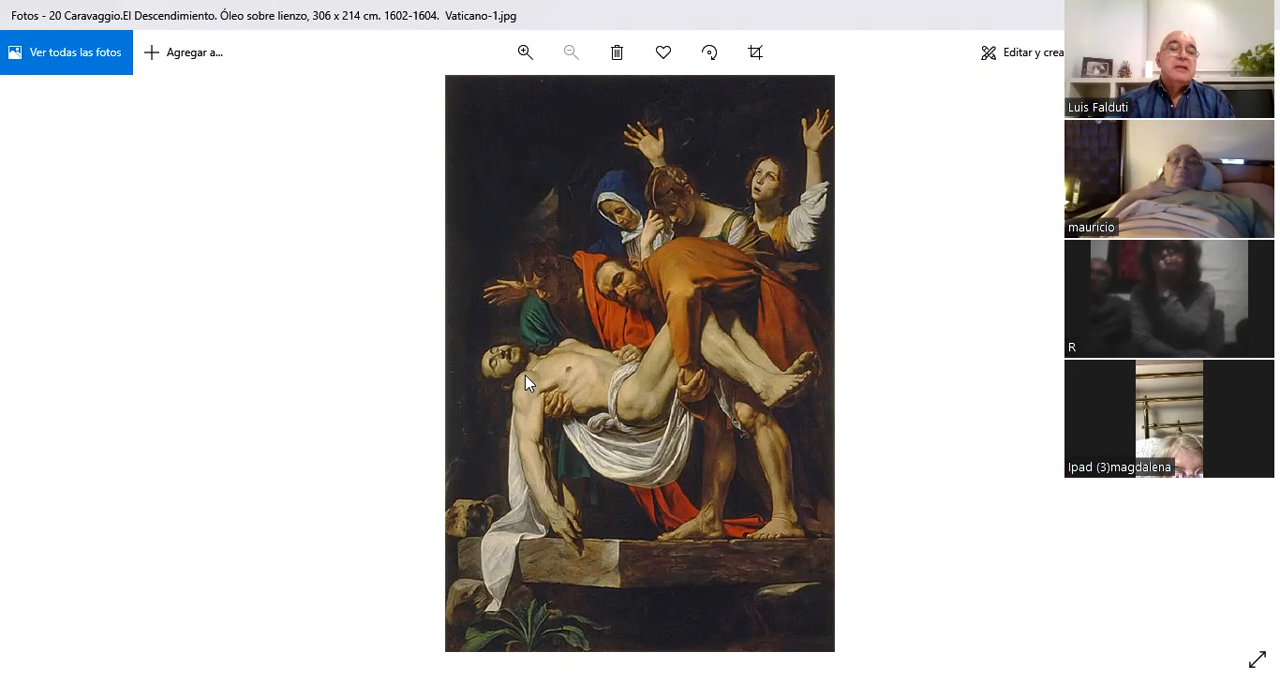 Fotos - 20 Caravaggio.El Descendimiento. Óleo sobre lienzo, 306 x 214 cm. 1602-1604.  Vaticano-1.jpg
Ver todas las fotos
Agregar a...
Editar y crea
Luis Falduti
mauricio
R
Ipad (3)magdalena